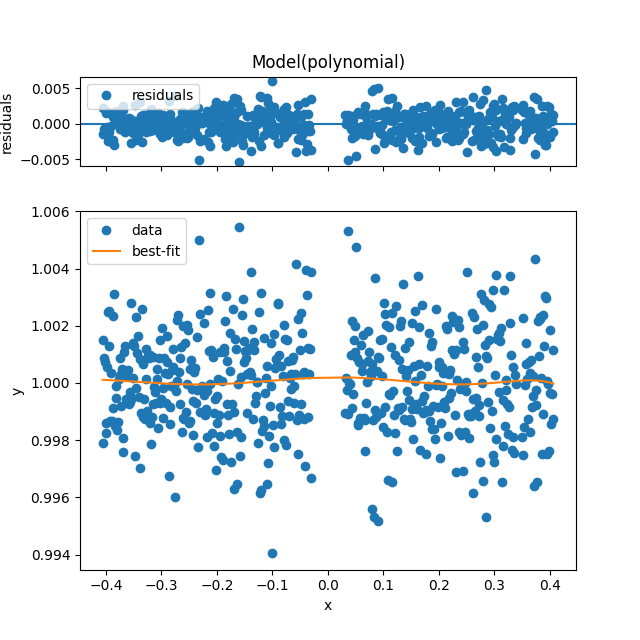 Model(polynomial)
residuals
0.005
0.000
−0.005
residuals
1.006
1.004
1.002
1.000
0.998
0.996
0.994
y
data
best-fit
−0.4 −0.3 −0.2 −0.1 0.0 0.1 0.2 0.3 0.4
x